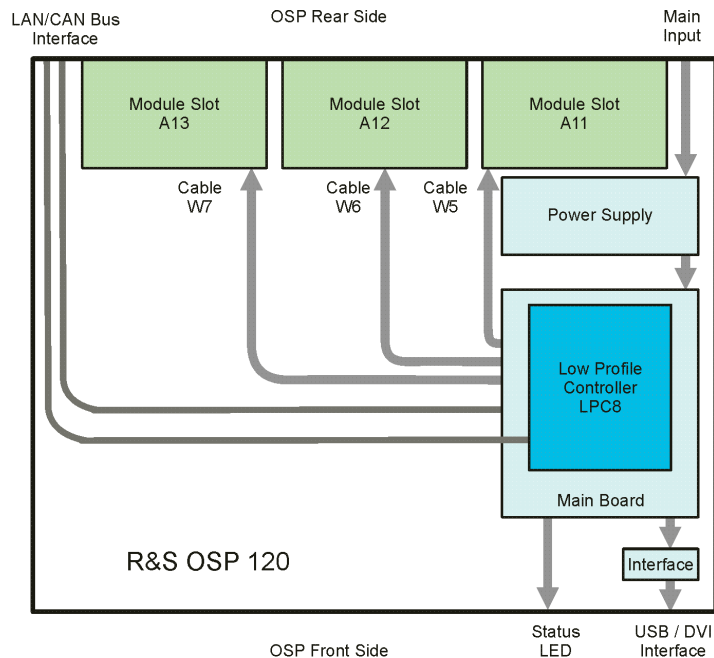 LAN/CAN Bus
Interface
OSP Rear Side
Main
Input
Module Slot
A13
Module Slot
A12
Module Slot
A11
Cable
W7
Cable
W6
Cable
W5
Power Supply
Low Profile
Controller
LPC8
Main Board
R&S OSP 120
Interface
OSP Front Side
Status
LED
USB / DVI
Interface